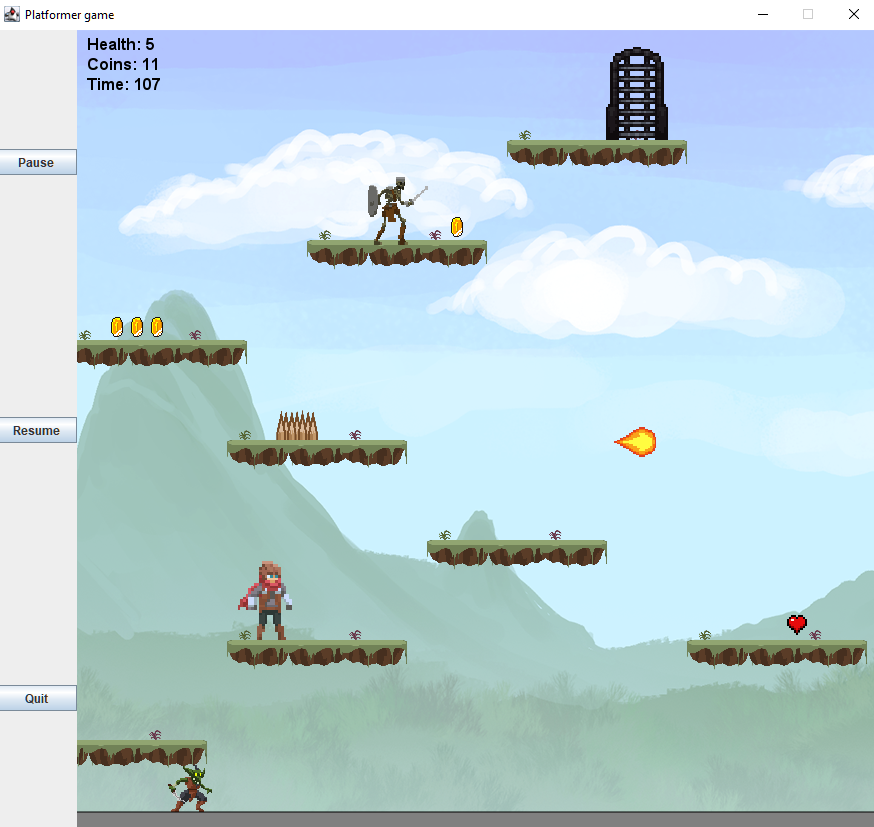 Platformer game
Health: 5
Coins: 11
Time: 107
Pause
Resume
Quit